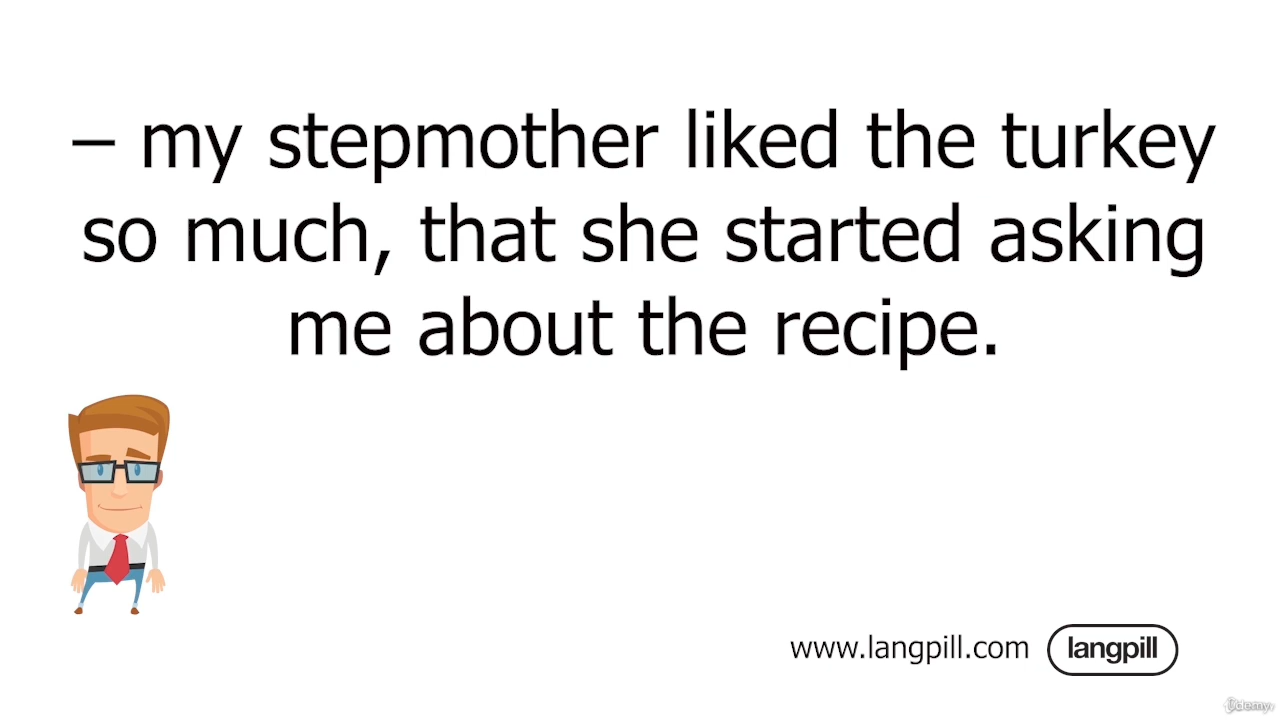 – my stepmother liked the turkey
so much, that she started asking
me about the recipe.
www.langpill.com langpill
Udemy